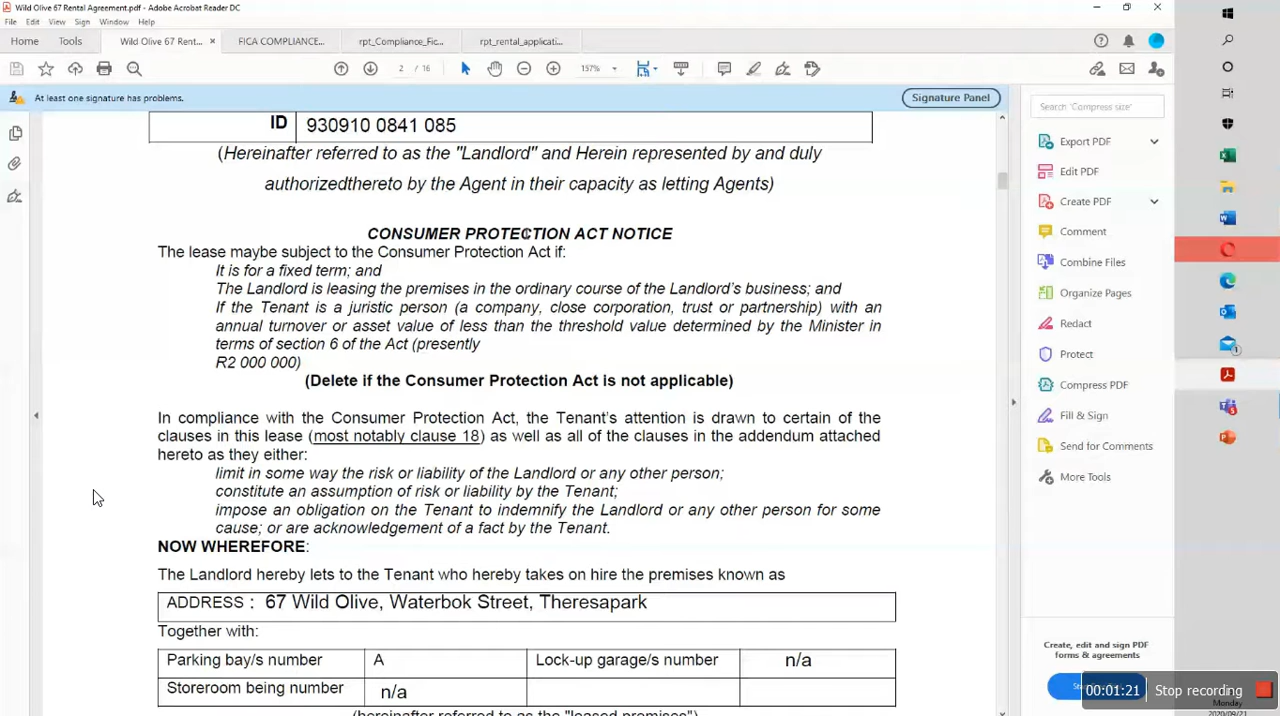 Wild Olive 67 Rental Agreement.pdf - Adobe Acrobat Reader DC
File Edit View Sign Window Help
Home Tools Wild Olive 67 Rent... × FICA COMPLIANCE... rpt_Compliance_Fic... rpt_rental_applicati...
2 / 16 157%
At least one signature has problems. Signature Panel
ID 930910 0841 085
(Hereinafter referred to as the "Landlord" and Herein represented by and duly
authorizedthereto by the Agent in their capacity as letting Agents)
CONSUMER PROTECTION ACT NOTICE
The lease maybe subject to the Consumer Protection Act if:
It is for a fixed term; and
The Landlord is leasing the premises in the ordinary course of the Landlord's business; and
If the Tenant is a juristic person (a company, close corporation, trust or partnership) with an
annual turnover or asset value of less than the threshold value determined by the Minister in
terms of section 6 of the Act (presently
R2 000 000)
(Delete if the Consumer Protection Act is not applicable)
In compliance with the Consumer Protection Act, the Tenant's attention is drawn to certain of the
clauses in this lease (most notably clause 18) as well as all of the clauses in the addendum attached
hereto as they either:
limit in some way the risk or liability of the Landlord or any other person;
constitute an assumption of risk or liability by the Tenant;
impose an obligation on the Tenant to indemnify the Landlord or any other person for some
cause; or are acknowledgement of a fact by the Tenant.
NOW WHEREFORE:
The Landlord hereby lets to the Tenant who hereby takes on hire the premises known as
ADDRESS : 67 Wild Olive, Waterbok Street, Theresapark
Together with:
Parking bay/s number A Lock-up garage/s number n/a
Storeroom being number n/a
(hereinafter referred to as the "leased premises")
Search 'Compress site'
Export PDF
Edit PDF
Create PDF
Comment
Combine Files
Organize Pages
Redact
Protect
Compress PDF
Fill & Sign
Send for Comments
More Tools
Create, edit and sign PDF
forms & agreements
00:01:21 Stop recording
Monday
2020/09/21